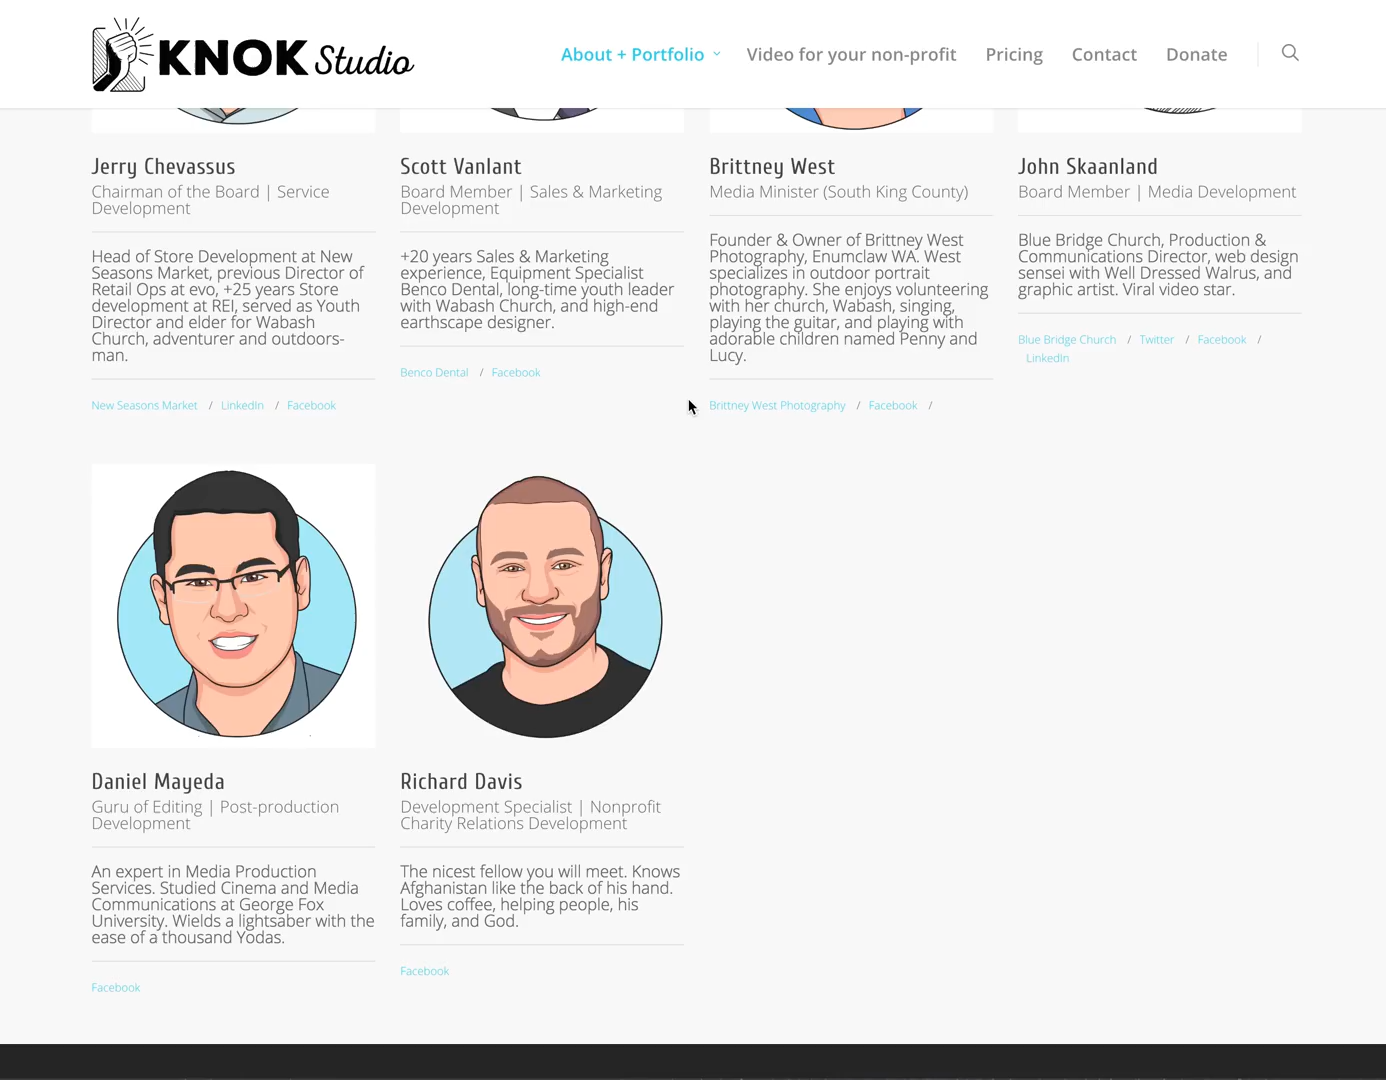 KNOK Studio
About + Portfolio
Video for your non-profit
Pricing
Contact
Donate
Jerry Chevassus
Chairman of the Board | Service
Development
Head of Store Development at New
Seasons Market, previous Director of
Retail Ops at evo, +25 years Store
development at REI, served as Youth
Director and elder for Wabash
Church, adventurer and outdoors-
man.
New Seasons Market / LinkedIn / Facebook
Scott Vanlant
Board Member | Sales & Marketing
Development
+20 years Sales & Marketing
experience, Equipment Specialist
Benco Dental, long-time youth leader
with Wabash Church, and high-end
earthscape designer.
Benco Dental / Facebook
Brittney West
Media Minister (South King County)
Founder & Owner of Brittney West
Photography, Enumclaw WA. West
specializes in outdoor portrait
photography. She enjoys volunteering
with her church, Wabash, singing,
playing the guitar, and playing with
adorable children named Penny and
Lucy.
Brittney West Photography / Facebook /
John Skaanland
Board Member | Media Development
Blue Bridge Church, Production &
Communications Director, web design
sensei with Well Dressed Walrus, and
graphic artist. Viral video star.
Blue Bridge Church / Twitter / Facebook /
LinkedIn
Daniel Mayeda
Guru of Editing | Post-production
Development
An expert in Media Production
Services. Studied Cinema and Media
Communications at George Fox
University. Wields a lightsaber with the
ease of a thousand Yodas.
Facebook
Richard Davis
Development Specialist | Nonprofit
Charity Relations Development
The nicest fellow you will meet. Knows
Afghanistan like the back of his hand.
Loves coffee, helping people, his
family, and God.
Facebook